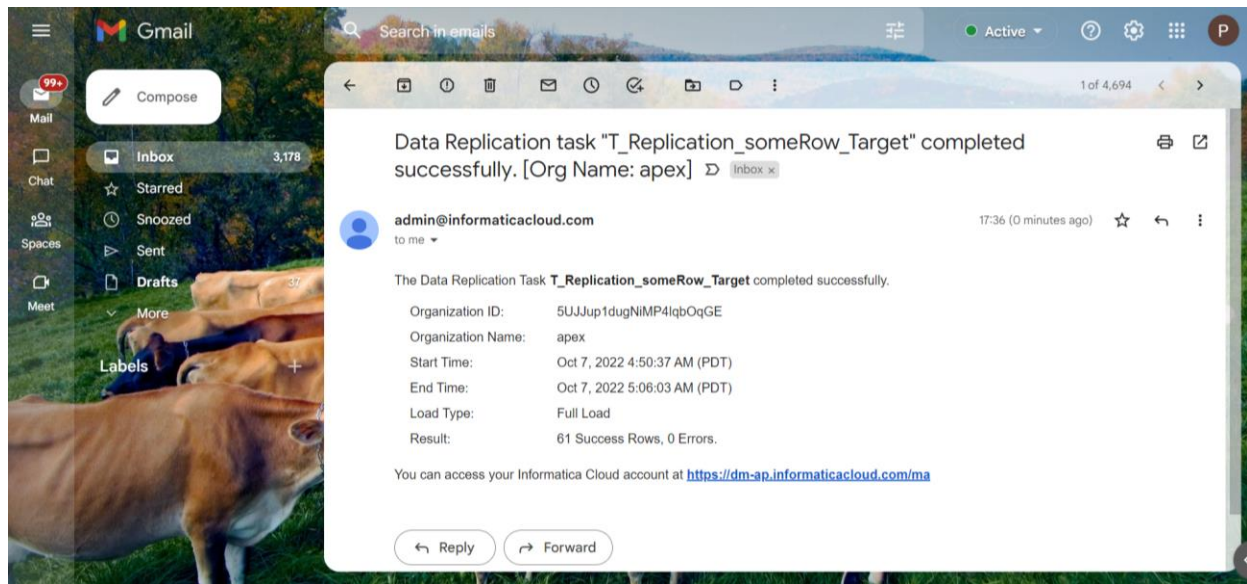 Gmail
Search in emails
Active
P
99+
Mail
Compose
1 of 4,694
Inbox 3,178
Chat
Starred
Snoozed
Spaces
Sent
Drafts 37
Meet
More
Labels
Data Replication task "T_Replication_someRow_Target" completed
successfully. [Org Name: apex] Inbox x
admin@informaticacloud.com 17:36 (0 minutes ago)
to me
The Data Replication Task T_Replication_someRow_Target completed successfully.
Organization ID: 5UJJup1dugNiMP4lqbOqGE
Organization Name: apex
Start Time: Oct 7, 2022 4:50:37 AM (PDT)
End Time: Oct 7, 2022 5:06:03 AM (PDT)
Load Type: Full Load
Result: 61 Success Rows, 0 Errors.
You can access your Informatica Cloud account at https://dm-ap.informaticacloud.com/ma
Reply Forward